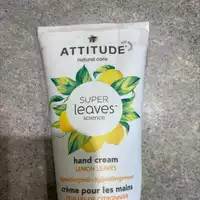 ATTITUDE
natural care
SUPER
leaves
science
hand cream
LEMON LEAVES
crème pour les mains